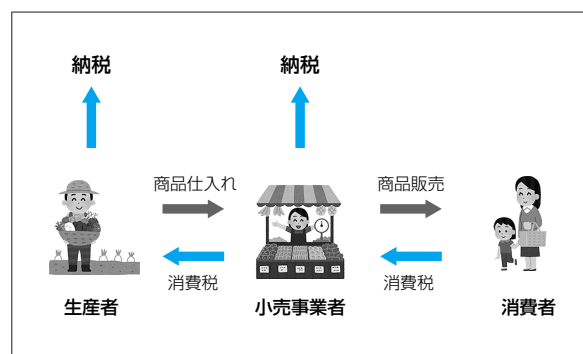 納税
納税
商品仕入れ
商品販売
消費税
消費税
生産者
小売事業者
消費者